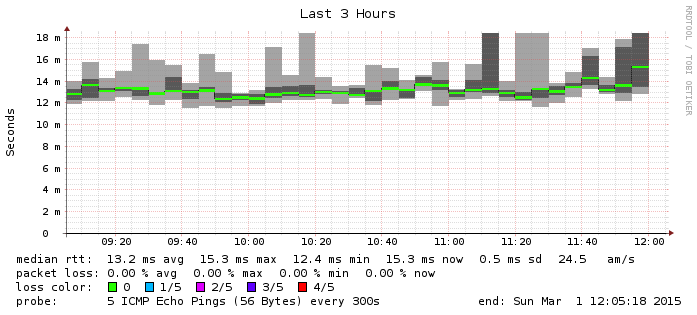 Last 3 Hours
RRDTOOL / TOBI OETIKER
Seconds
18 m
16 m
14 m
12 m
10 m
8 m
6 m
4 m
2 m
0
09:20 09:40 10:00 10:20 10:40 11:00 11:20 11:40 12:00
median rtt: 13.2 ms avg 15.3 ms max 12.4 ms min 15.3 ms now 0.5 ms sd 24.5 am/s
packet loss: 0.00 % avg 0.00 % max 0.00 % min 0.00 % now
loss color: 0 1/5 2/5 3/5 4/5
probe: 5 ICMP Echo Pings (56 Bytes) every 300s end: Sun Mar 1 12:05:18 2015